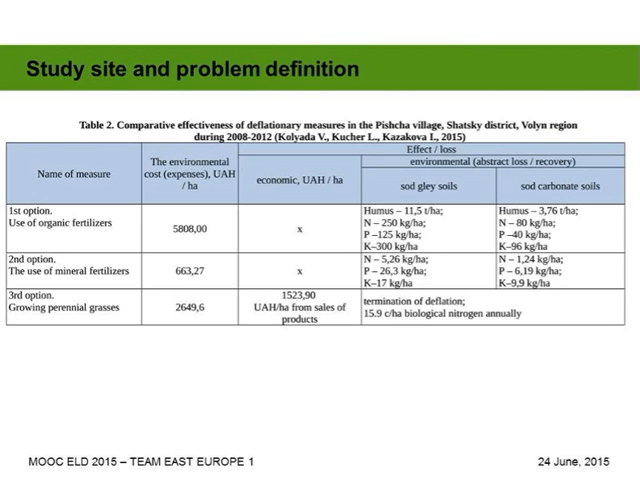 Study site and problem definition
Table 2. Comparative effectiveness of deflationary measures in the Pishcha village, Shatsky district, Volyn region
during 2008-2012 (Kolyada V., Kucher L., Kazakova I., 2015)
Name of measure
The environmental
cost (expenses), UAH
/ ha
Effect / loss
economic, UAH / ha
environmental (abstract loss / recovery)
sod gley soils
sod carbonate soils
1st option.
Use of organic fertilizers
5808,00
x
Humus – 11,5 t/ha;
N – 250 kg/ha;
P –125 kg/ha;
K–300 kg/ha
Humus – 3,76 t/ha;
N – 80 kg/ha;
P –40 kg/ha;
K–96 kg/ha
2nd option.
The use of mineral fertilizers
663,27
x
N – 5,26 kg/ha;
P – 26,3 kg/ha;
K–17 kg/ha
N – 1,24 kg/ha;
P – 6,19 kg/ha;
K–9,9 kg/ha
3rd option.
Growing perennial grasses
2649,6
1523,90
UAH/ha from sales of
products
termination of deflation;
15.9 c/ha biological nitrogen annually
MOOC ELD 2015 – TEAM EAST EUROPE 1
24 June, 2015